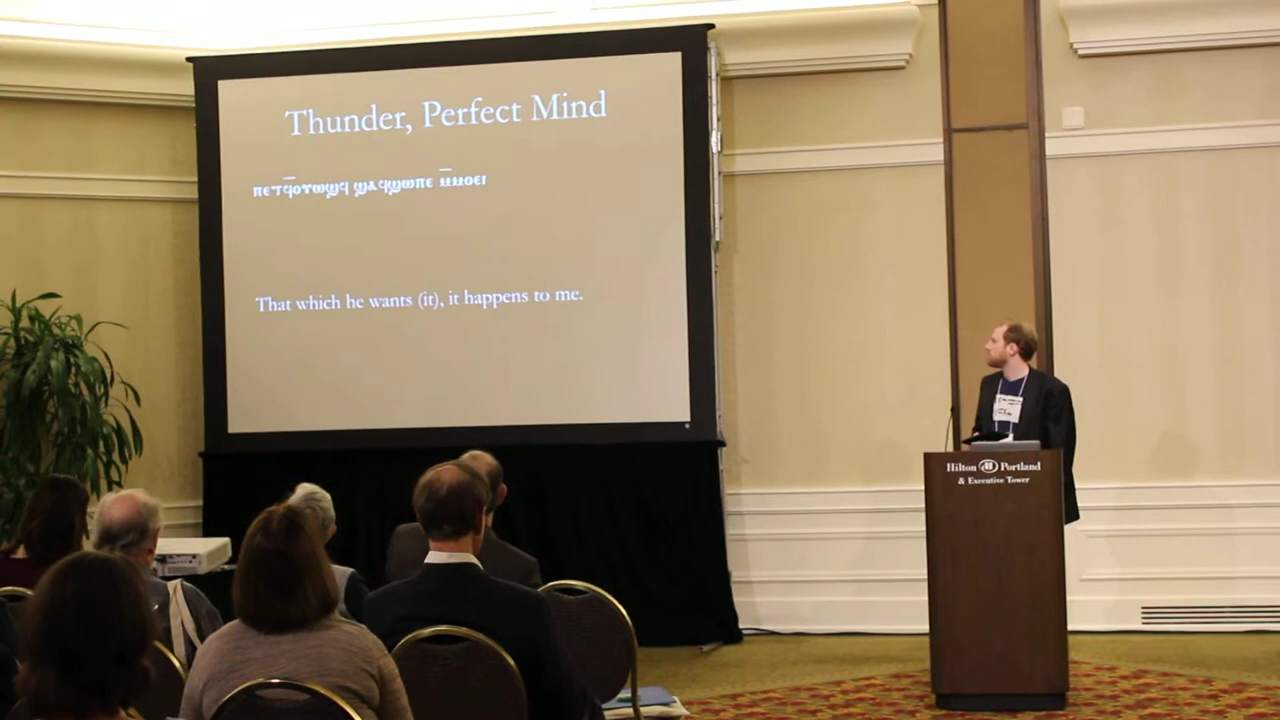 Thunder, Perfect Mind
ⲡⲉⲧϥ̅ⲟⲩⲱϣϥ ϣⲁϥϣⲱⲡⲉ ⲙ̅ⲙⲟⲉⲓ
That which he wants (it), it happens to me.
Hilton Portland
& Executive Tower